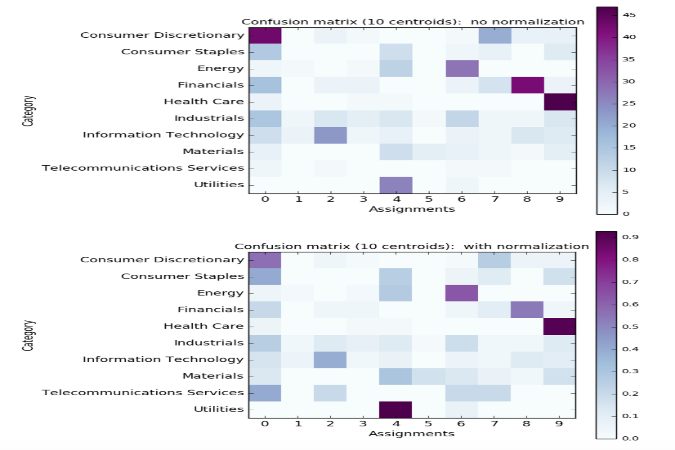 Confusion matrix (10 centroids): no normalization
Category
Consumer Discretionary
Consumer Staples
Energy
Financials
Health Care
Industrials
Information Technology
Materials
Telecommunications Services
Utilities
0 1 2 3 4 5 6 7 8 9
Assignments
45
40
35
30
25
20
15
10
5
0
Confusion matrix (10 centroids): with normalization
Category
Consumer Discretionary
Consumer Staples
Energy
Financials
Health Care
Industrials
Information Technology
Materials
Telecommunications Services
Utilities
0 1 2 3 4 5 6 7 8 9
Assignments
0.9
0.8
0.7
0.6
0.5
0.4
0.3
0.2
0.1
0.0